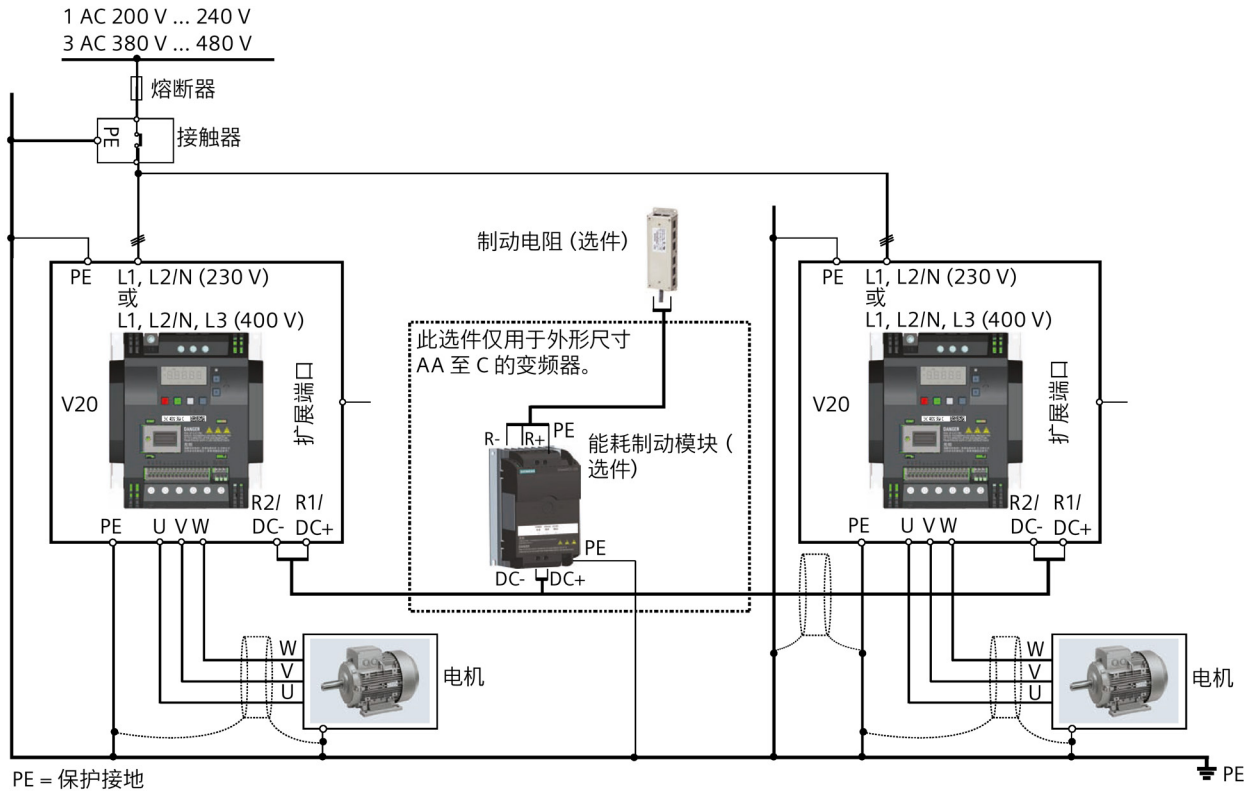 1 AC 200 V ... 240 V
3 AC 380 V ... 480 V
熔断器
PE
接触器
制动电阻 (选件)
PE
L1, L2/N (230 V)
或
L1, L2/N, L3 (400 V)
V20
扩展端口
PE
U
V
W
R2/
DC-
R1/
DC+
此选件仅用于外形尺寸
AA 至 C 的变频器。
R-
R+
PE
能耗制动模块 (
选件)
PE
DC-
DC+
PE
L1, L2/N (230 V)
或
L1, L2/N, L3 (400 V)
V20
扩展端口
PE
U
V
W
R2/
DC-
R1/
DC+
W
V
U
电机
W
V
U
电机
PE = 保护接地
PE